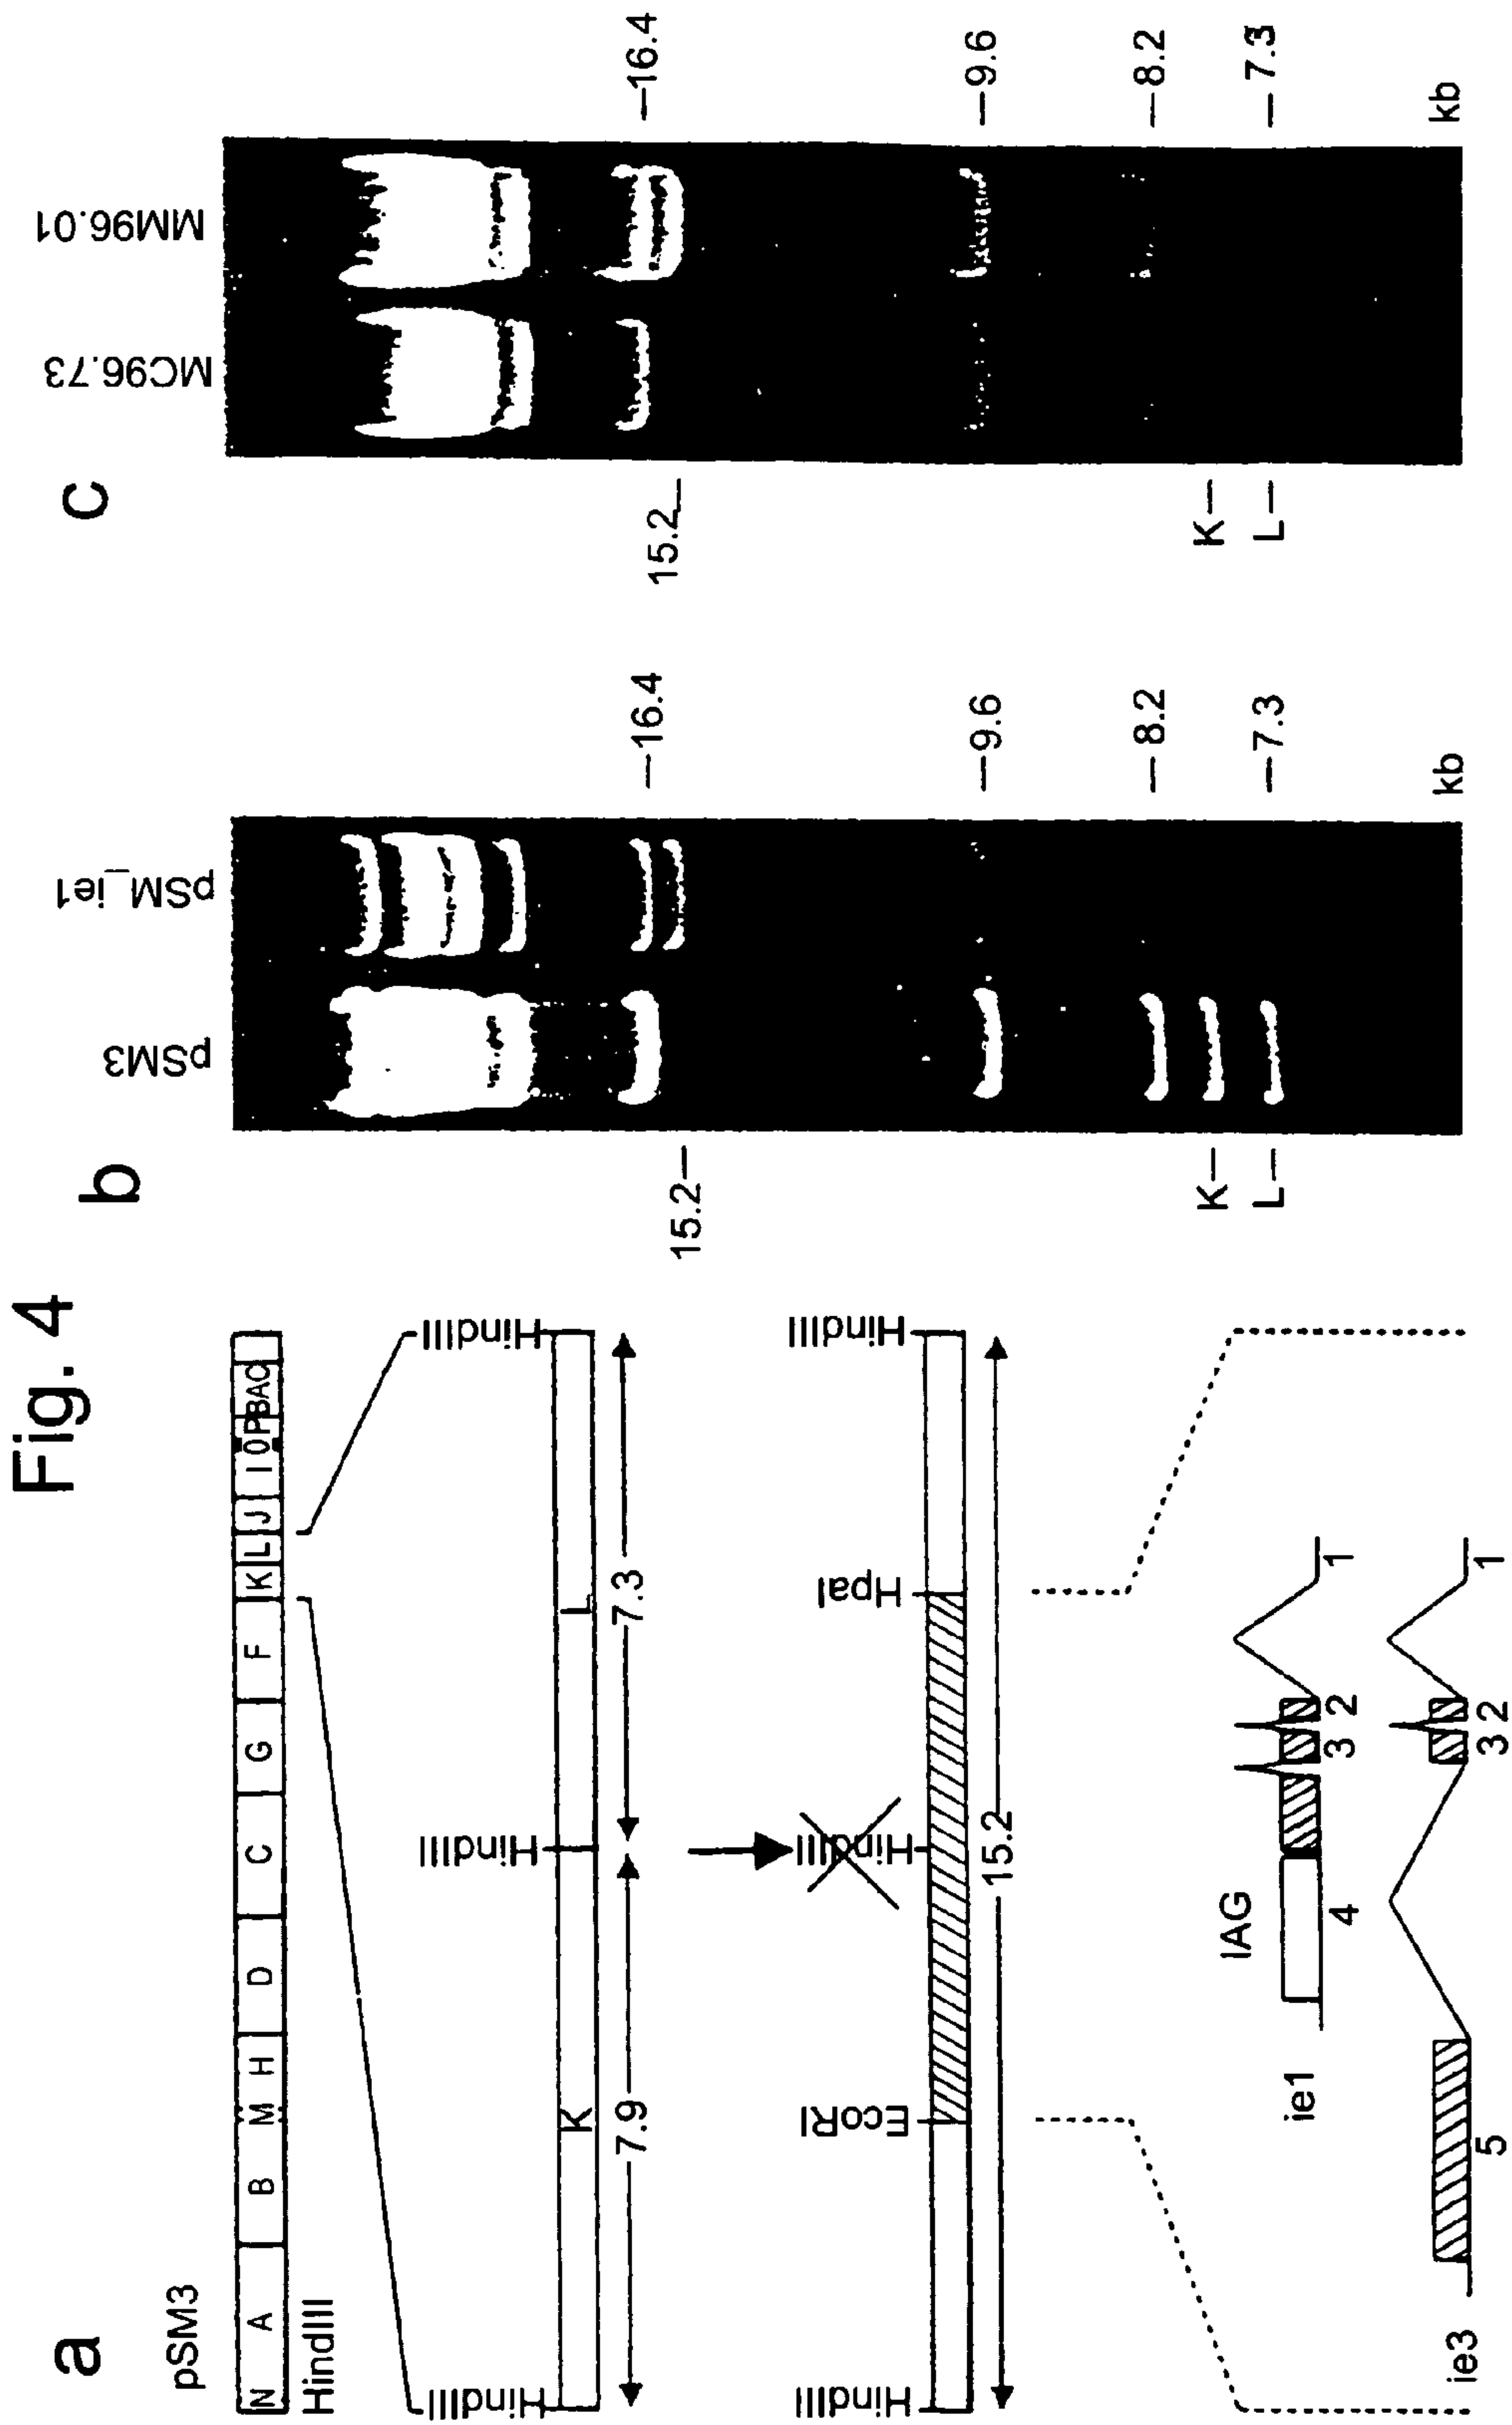 Fig. 4
a
pSM3
N A B M H D C G F K L J I O P BAC
HindIII
HindIII HindIII HindIII
K L
7.9 7.3
HindIII EcoRI HindIII HpaI HindIII
15.2
ie1
IAG
4 3 2 1
ie3
5 3 2 1
b
pSM3 pSM_ie1
15.2
K
L
16.4
9.6
8.2
7.3
kb
c
MC96.73 MM96.01
15.2
K
L
16.4
9.6
8.2
7.3
kb